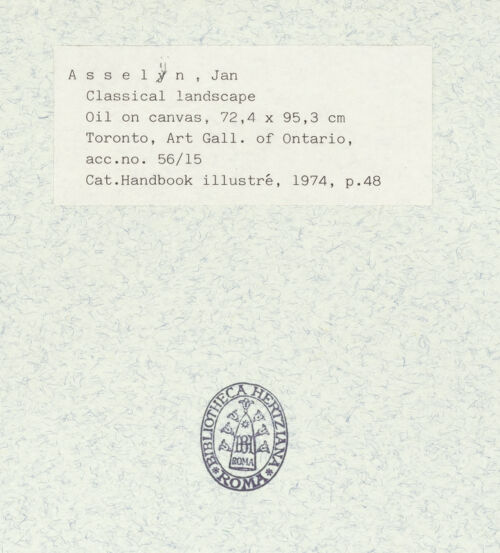 A s s e l y n , Jan
Classical landscape
Oil on canvas, 72,4 x 95,3 cm
Toronto, Art Gall. of Ontario,
acc.no. 56/15
Cat.Handbook illustré, 1974, p.48
BIBLIOTHECA HERTZIANA
BH
ROMA
* ROMA *